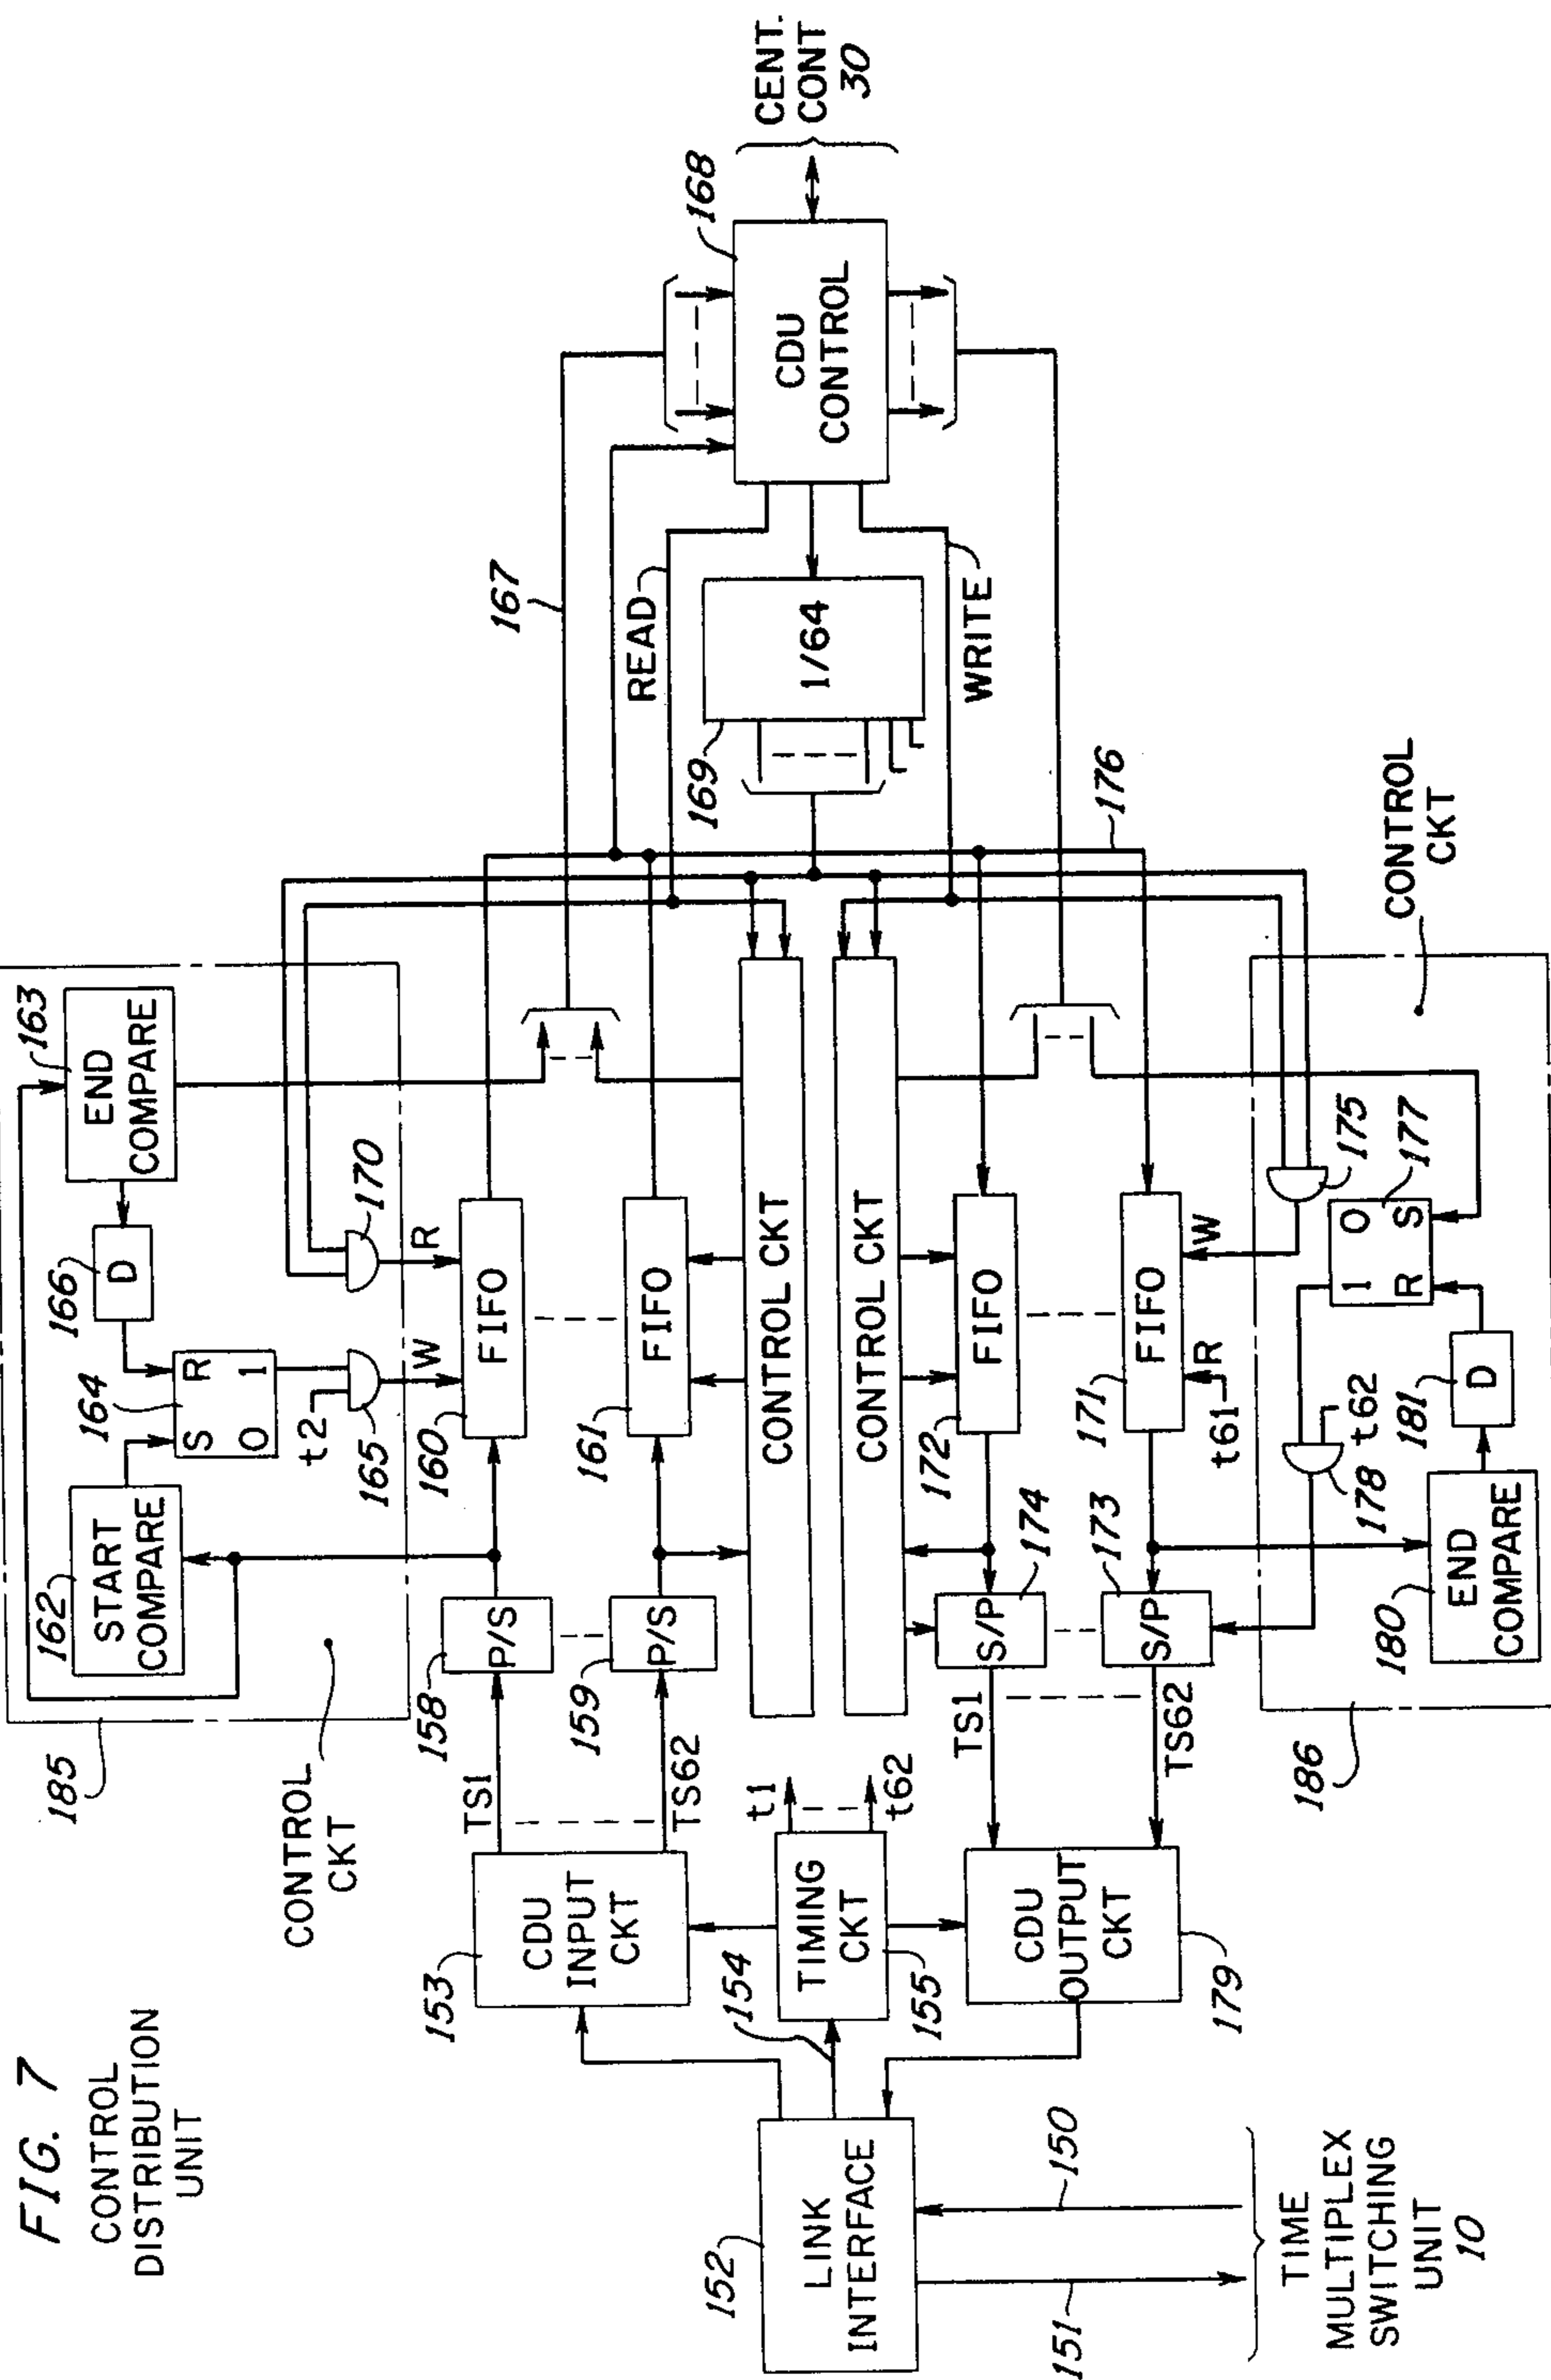 FIG. 7
CONTROL
DISTRIBUTION
UNIT
185
CONTROL
CKT
162
START
COMPARE
163
END
COMPARE
166
D
164
S
R
O
1
t2
165
170
W
R
153
CDU
INPUT
CKT
TS1
TS62
158
P/S
159
P/S
160
FIFO
161
FIFO
CONTROL CKT
167
READ
168
CDU
CONTROL
CENT.
CONT
30
169
1/64
WRITE
176
152
LINK
INTERFACE
154
TIMING
CKT
155
t1
t62
151
150
TIME
MULTIPLEX
SWITCHING
UNIT
10
CDU
OUTPUT
CKT
179
TS1
TS62
CONTROL CKT
174
S/P
173
S/P
172
FIFO
171
FIFO
R
W
t61
186
180
END
COMPARE
181
D
178
t62
177
1
O
R
S
175
CONTROL
CKT